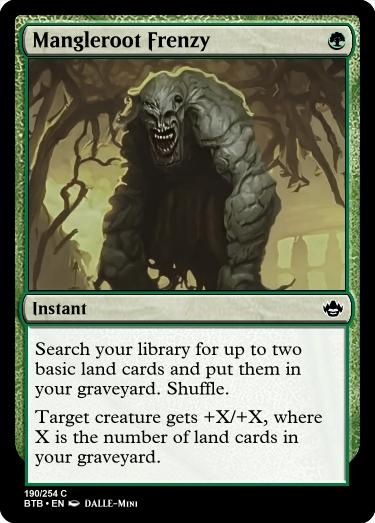 Mangleroot Frenzy
Instant
Search your library for up to two
basic land cards and put them in
your graveyard. Shuffle.
Target creature gets +X/+X, where
X is the number of land cards in
your graveyard.
190/254 C
BTB • EN DALLE-Mini